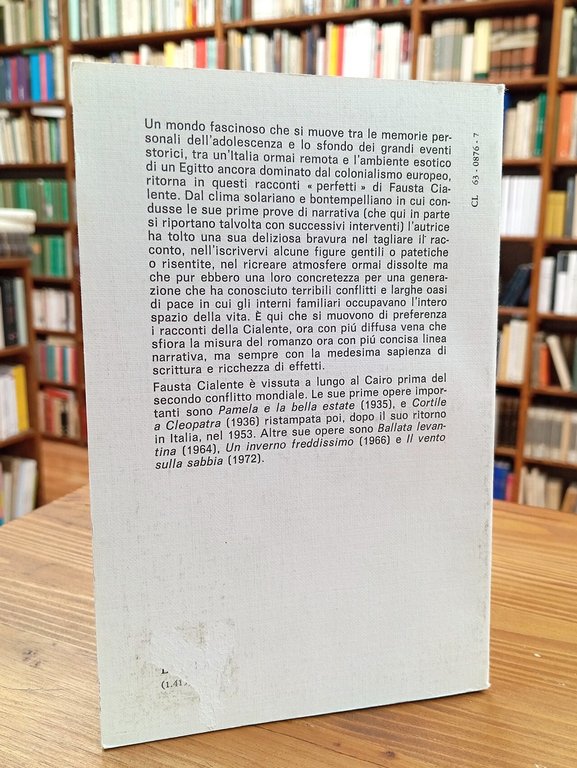 Un mondo fascinoso che si muove tra le memorie per-
sonali dell'adolescenza e lo sfondo dei grandi eventi
storici, tra un'Italia ormai remota e l'ambiente esotico
di un Egitto ancora dominato dal colonialismo europeo,
ritorna in questi racconti « perfetti » di Fausta Cia-
lente. Dal clima solariano e bontempelliano in cui con-
dusse le sue prime prove di narrativa (che qui in parte
si riportano talvolta con successivi interventi) l'autrice
ha tolto una sua deliziosa bravura nel tagliare il rac-
conto, nell'iscrivervi alcune figure gentili o patetiche
o risentite, nel ricreare atmosfere ormai dissolte ma
che pur ebbero una loro concretezza per una genera-
zione che ha conosciuto terribili conflitti e larghe oasi
di pace in cui gli interni familiari occupavano l'intero
spazio della vita. È qui che si muovono di preferenza
i racconti della Cialente, ora con piú diffusa vena che
sfiora la misura del romanzo ora con piú concisa linea
narrativa, ma sempre con la medesima sapienza di
scrittura e ricchezza di effetti.
Fausta Cialente è vissuta a lungo al Cairo prima del
secondo conflitto mondiale. Le sue prime opere impor-
tanti sono Pamela e la bella estate (1935), e Cortile
a Cleopatra (1936) ristampata poi, dopo il suo ritorno
in Italia, nel 1953. Altre sue opere sono Ballata levan-
tina (1964), Un inverno freddissimo (1966) e Il vento
sulla sabbia (1972).
CL 63-0876-7